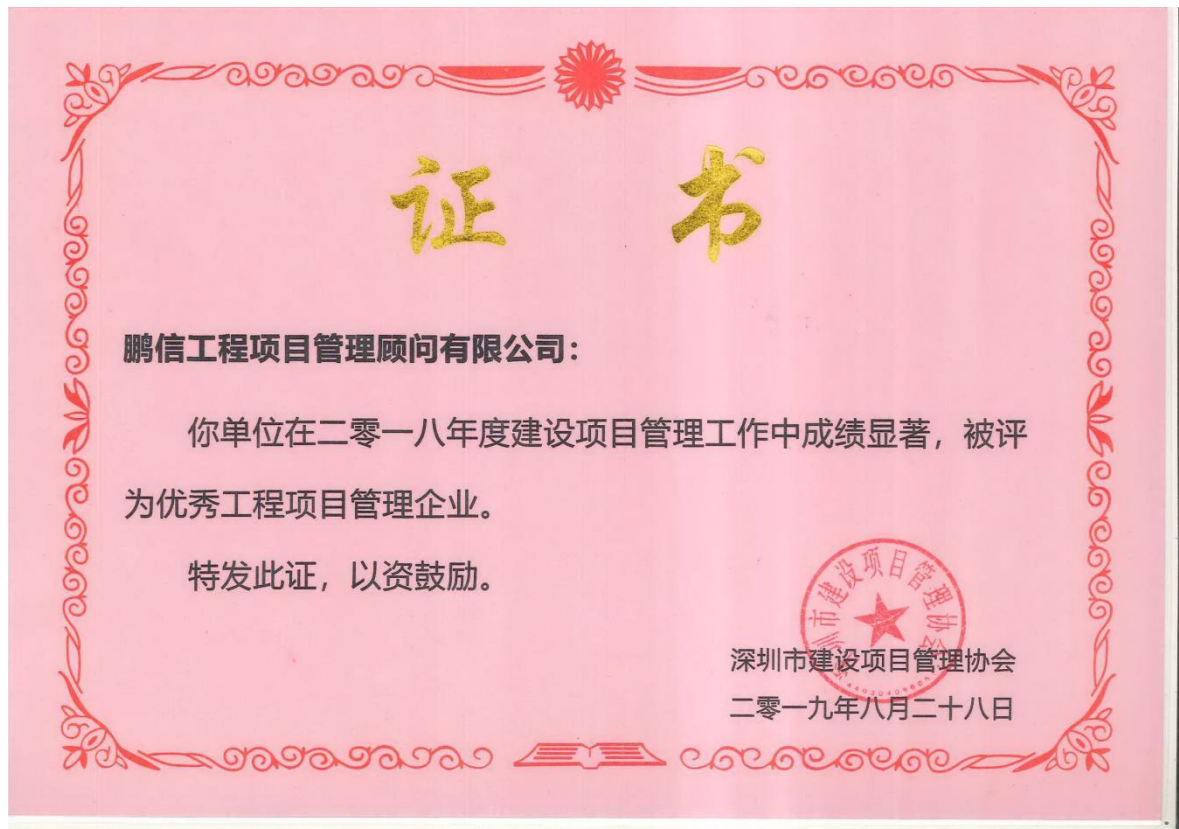 证书
鹏信工程项目管理顾问有限公司：
你单位在二零一八年度建设项目管理工作中成绩显著，被评
为优秀工程项目管理企业。
特发此证，以资鼓励。
深圳市建设项目管理协会
深圳市建设项目管理协会
二零一九年八月二十八日